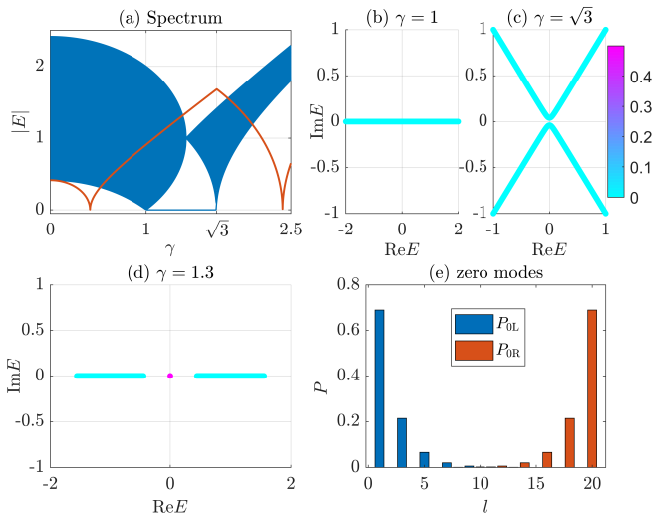 (a) Spectrum
|E|
2
1
0
0
1
√3
2.5
γ
(b) γ = 1
ImE
1
0.5
0
-0.5
-1
-2
0
2
ReE
(c) γ = √3
1
0.5
0
-0.5
-1
-1
0
1
ReE
0.4
0.3
0.2
0.1
0
(d) γ = 1.3
ImE
1
0.5
0
-0.5
-1
-2
0
2
ReE
(e) zero modes
P
0.8
0.4
0.2
0
0
5
10
15
20
l
P0L
P0R